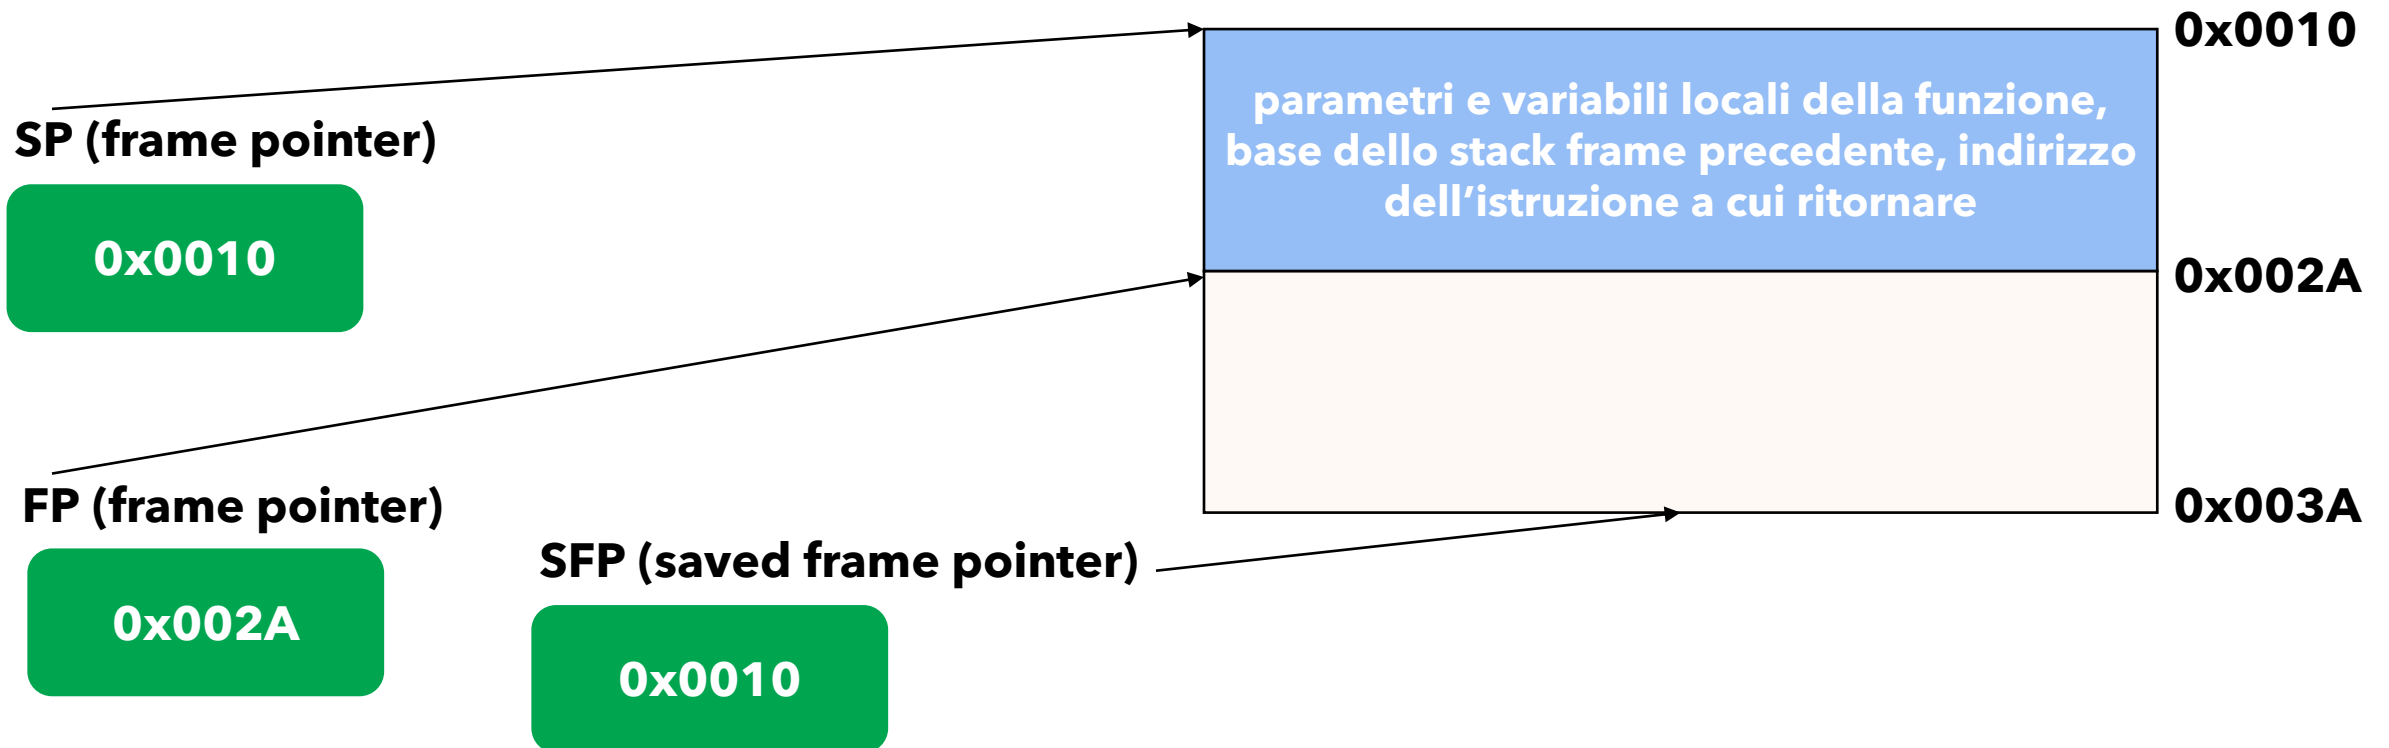 0x0010
parametri e variabili locali della funzione,
base dello stack frame precedente, indirizzo
dell’istruzione a cui ritornare
SP (frame pointer)
0x0010
0x002A
FP (frame pointer)
0x002A
0x003A
SFP (saved frame pointer)
0x0010